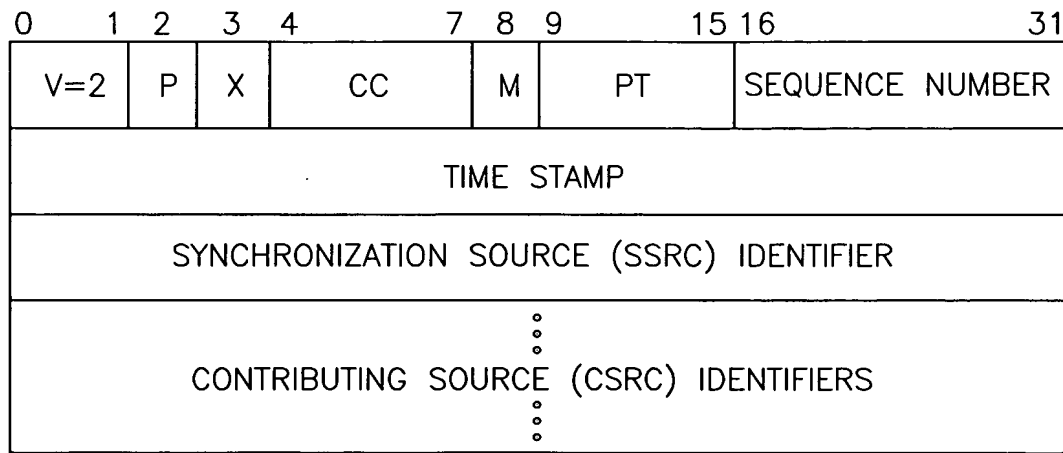 0 1 2 3 4 7 8 9 15 16 31
V=2 P X CC M PT SEQUENCE NUMBER
TIME STAMP
SYNCHRONIZATION SOURCE (SSRC) IDENTIFIER
CONTRIBUTING SOURCE (CSRC) IDENTIFIERS